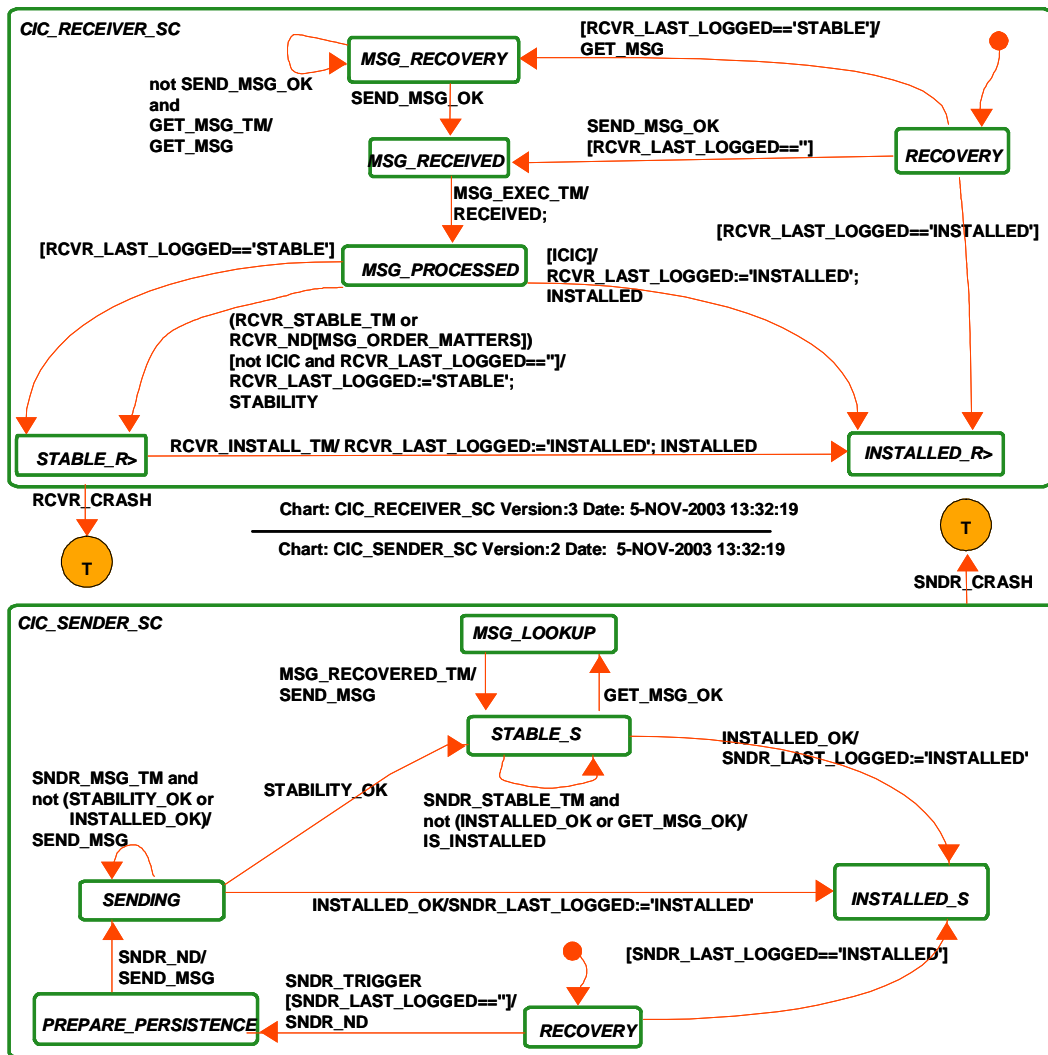 CIC_RECEIVER_SC
[RCVR_LAST_LOGGED=='STABLE']/
GET_MSG
MSG_RECOVERY
not SEND_MSG_OK
and
GET_MSG_TM/
GET_MSG
SEND_MSG_OK
SEND_MSG_OK
[RCVR_LAST_LOGGED=='']
RECOVERY
MSG_RECEIVED
MSG_EXEC_TM/
RECEIVED;
[RCVR_LAST_LOGGED=='INSTALLED']
[RCVR_LAST_LOGGED=='STABLE']
MSG_PROCESSED
[ICIC]/
RCVR_LAST_LOGGED:='INSTALLED';
INSTALLED
(RCVR_STABLE_TM or
RCVR_ND[MSG_ORDER_MATTERS])
[not ICIC and RCVR_LAST_LOGGED=='']/
RCVR_LAST_LOGGED:='STABLE';
STABILITY
STABLE_R>
RCVR_INSTALL_TM/ RCVR_LAST_LOGGED:='INSTALLED'; INSTALLED
INSTALLED_R>
RCVR_CRASH
T
Chart: CIC_RECEIVER_SC Version:3 Date: 5-NOV-2003 13:32:19
Chart: CIC_SENDER_SC Version:2 Date: 5-NOV-2003 13:32:19
T
SNDR_CRASH
CIC_SENDER_SC
MSG_LOOKUP
MSG_RECOVERED_TM/
SEND_MSG
GET_MSG_OK
STABLE_S
INSTALLED_OK/
SNDR_LAST_LOGGED:='INSTALLED'
SNDR_MSG_TM and
not (STABILITY_OK or
INSTALLED_OK)/
SEND_MSG
STABILITY_OK
SNDR_STABLE_TM and
not (INSTALLED_OK or GET_MSG_OK)/
IS_INSTALLED
SENDING
INSTALLED_OK/SNDR_LAST_LOGGED:='INSTALLED'
INSTALLED_S
SNDR_ND/
SEND_MSG
SNDR_TRIGGER
[SNDR_LAST_LOGGED=='']/
SNDR_ND
[SNDR_LAST_LOGGED=='INSTALLED']
PREPARE_PERSISTENCE
RECOVERY